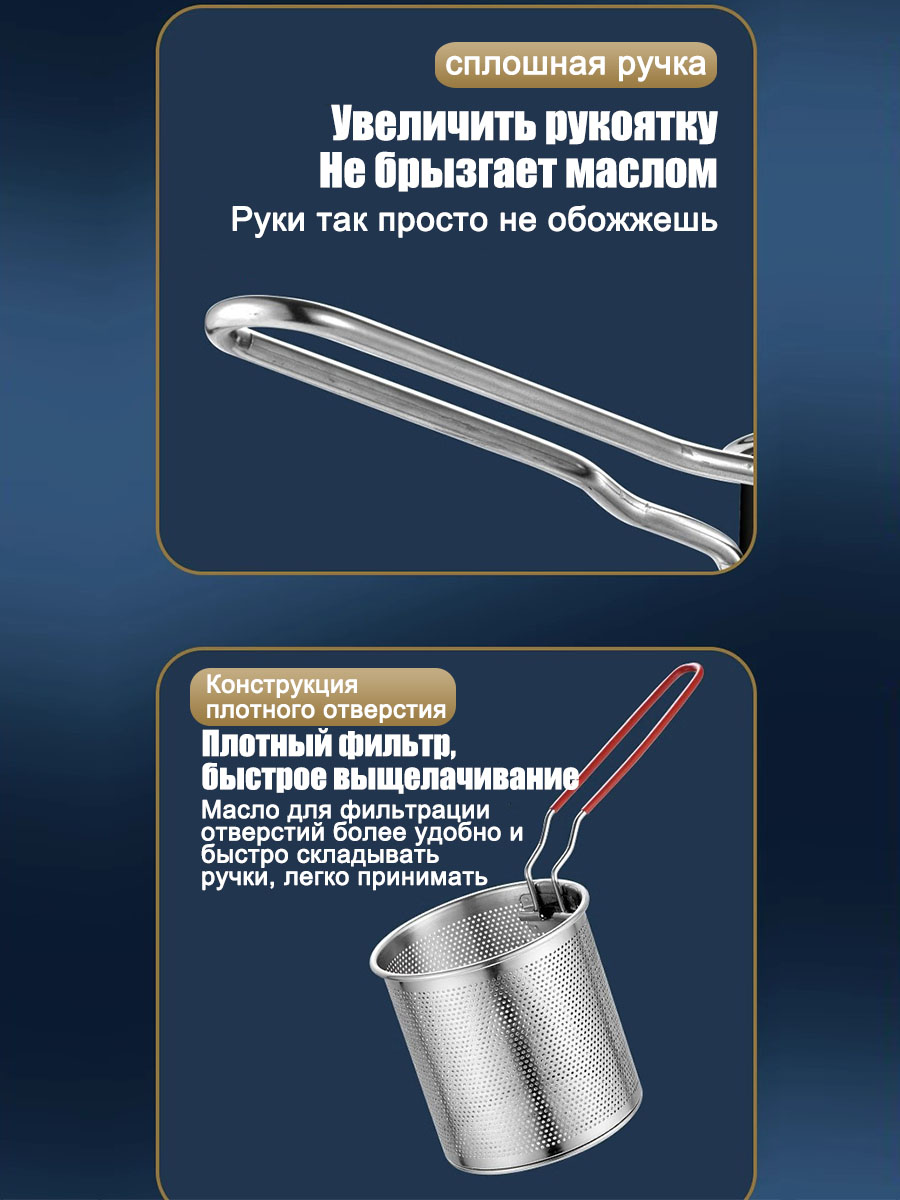 сплошная ручка
Увеличить рукоятку
Не брызгает маслом
Руки так просто не обожжешь
Конструкция
плотного отверстия
Плотный фильтр,
быстрое выщелачивание
Масло для фильтрации
отверстий более удобно и
быстро складывать
ручки, легко принимать